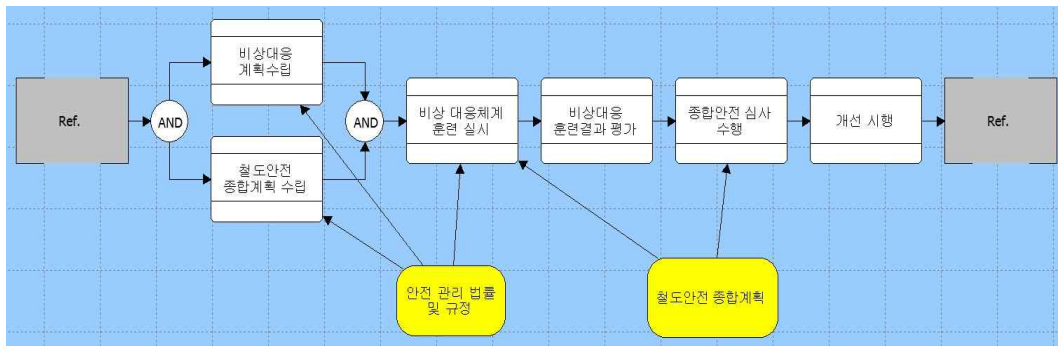 Ref.
AND
비상대응
계획수립
철도안전
종합계획 수립
AND
비상 대응체계
훈련 실시
비상대응
훈련결과 평가
종합안전 심사
수행
개선 시행
Ref.
안전 관리 법률
및 규정
철도안전 종합계획